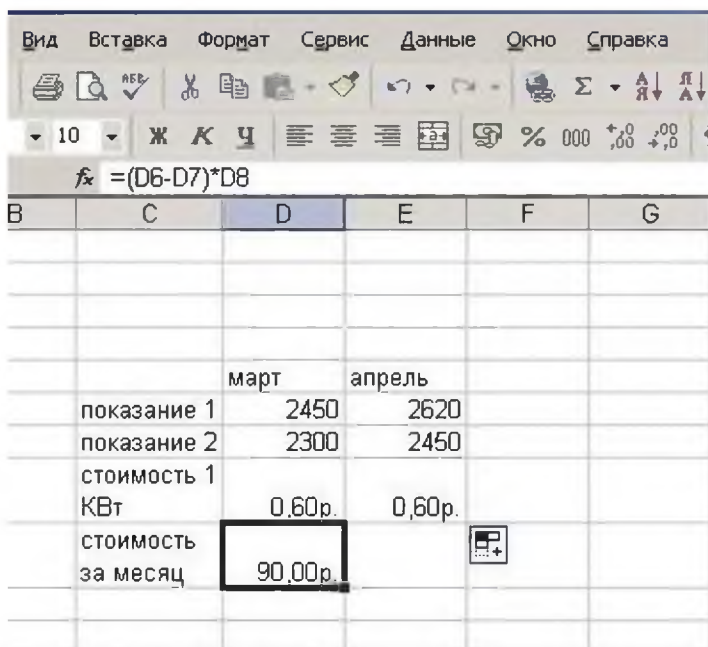 Вид Вставка Формат Сервис Данные Окно Справка
10 Ж К Ч % 000
fx =(D6-D7)*D8
B C D E F G
март апрель
показание 1 2450 2620
показание 2 2300 2450
стоимость 1
КВт 0,60р. 0,60р.
стоимость
за месяц 90,00р.